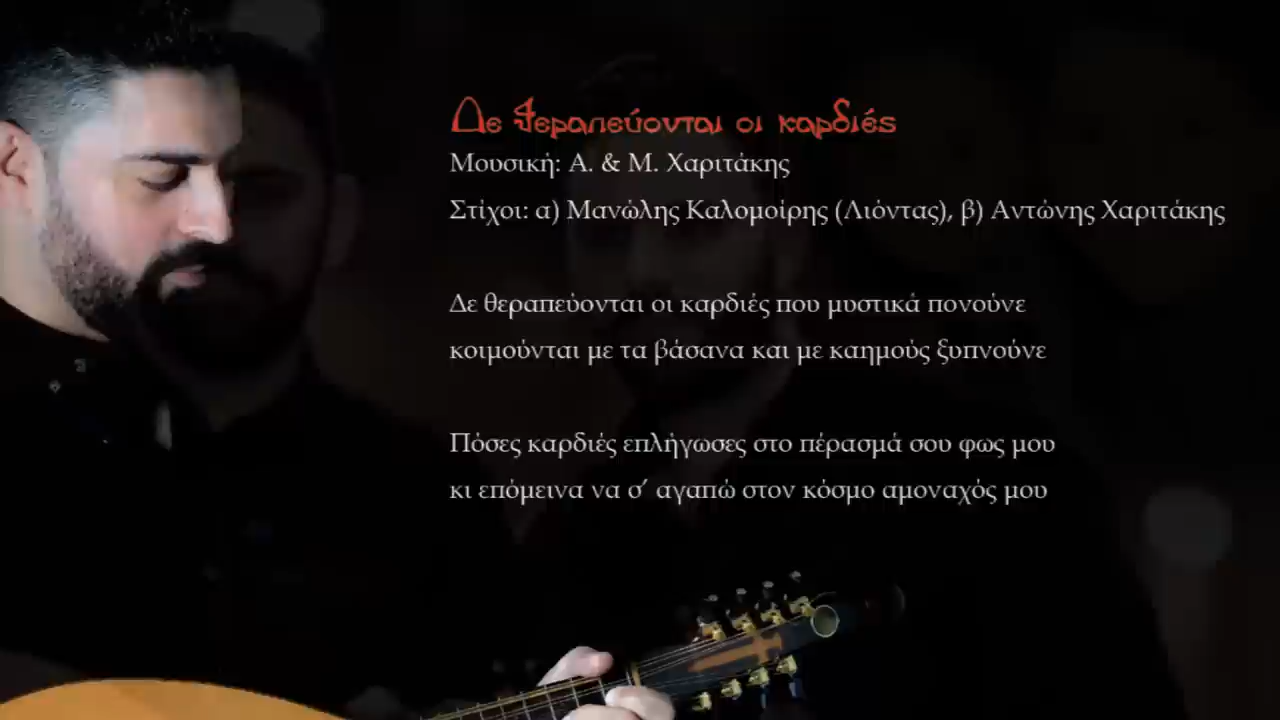 Δε θεραπεύονται οι καρδιές
Μουσική: Α. & Μ. Χαριτάκης
Στίχοι: α) Μανώλης Καλομοίρης (Λιόντας), β) Αντώνης Χαριτάκης
Δε θεραπεύονται οι καρδιές που μυστικά πονούνε
κοιμούνται με τα βάσανα και με καημούς ξυπνούνε
Πόσες καρδιές επλήγωσες στο πέρασμά σου φως μου
κι επόμεινα να σ’ αγαπώ στον κόσμο αμοναχός μου